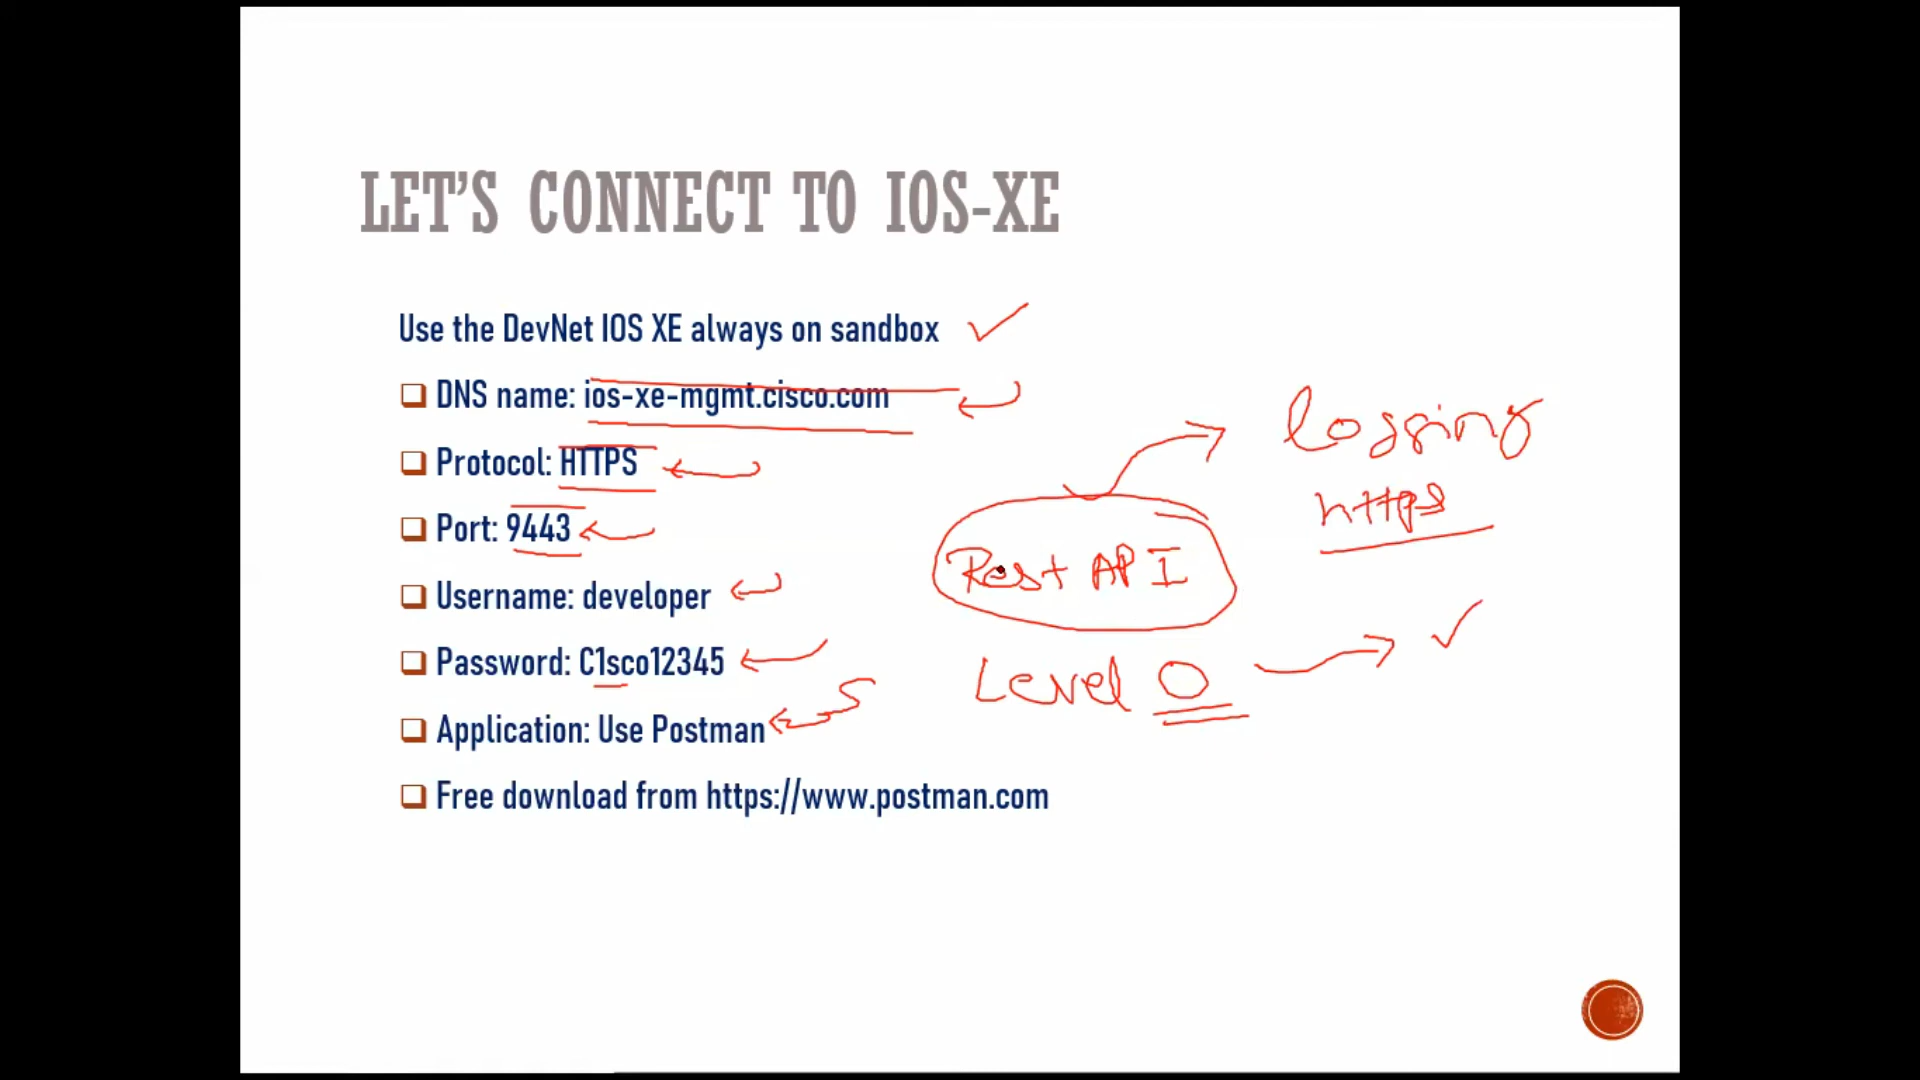 LET'S CONNECT TO IOS-XE
Use the DevNet IOS XE always on sandbox
DNS name: ios-xe-mgmt.cisco.com
Protocol: HTTPS
Port: 9443
Username: developer
Password: C1sco12345
Application: Use Postman
Free download from https://www.postman.com
logging
https
Rest API
Level 0